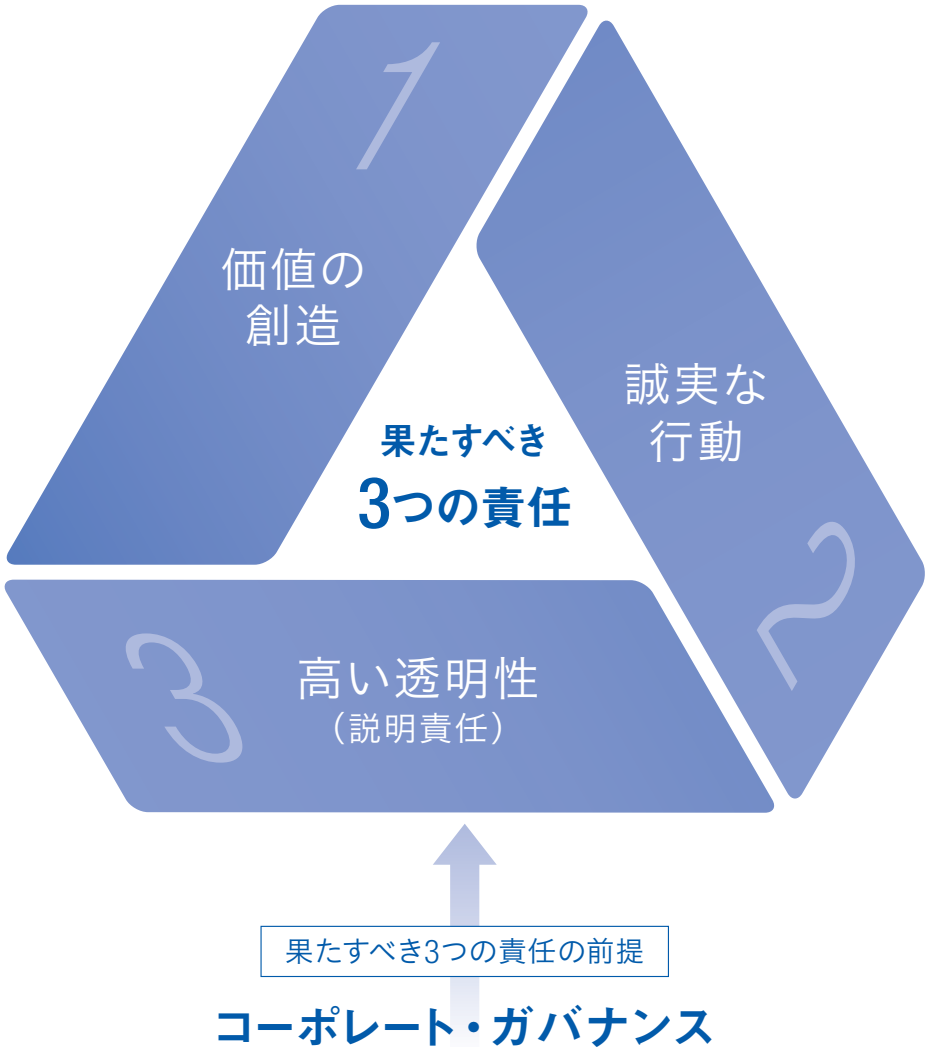 1
価値の
創造
誠実な
行動
2
果たすべき
3つの責任
3
高い透明性
（説明責任）
果たすべき3つの責任の前提
コーポレート・ガバナンス